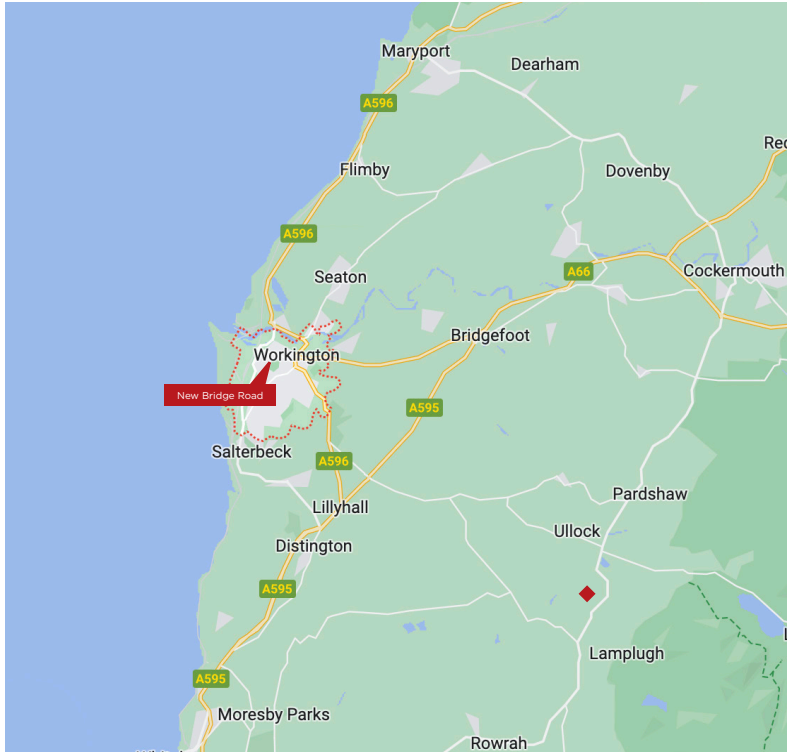 Maryport
Dearham
A596
Rec
Flimby
Dovenby
A596
Seaton
A66
Cockermouth
Bridgefoot
Workington
New Bridge Road
A595
Salterbeck
A596
Pardshaw
Lillyhall
Ullock
Distington
A595
Lamplugh
A595
Moresby Parks
Rowrah